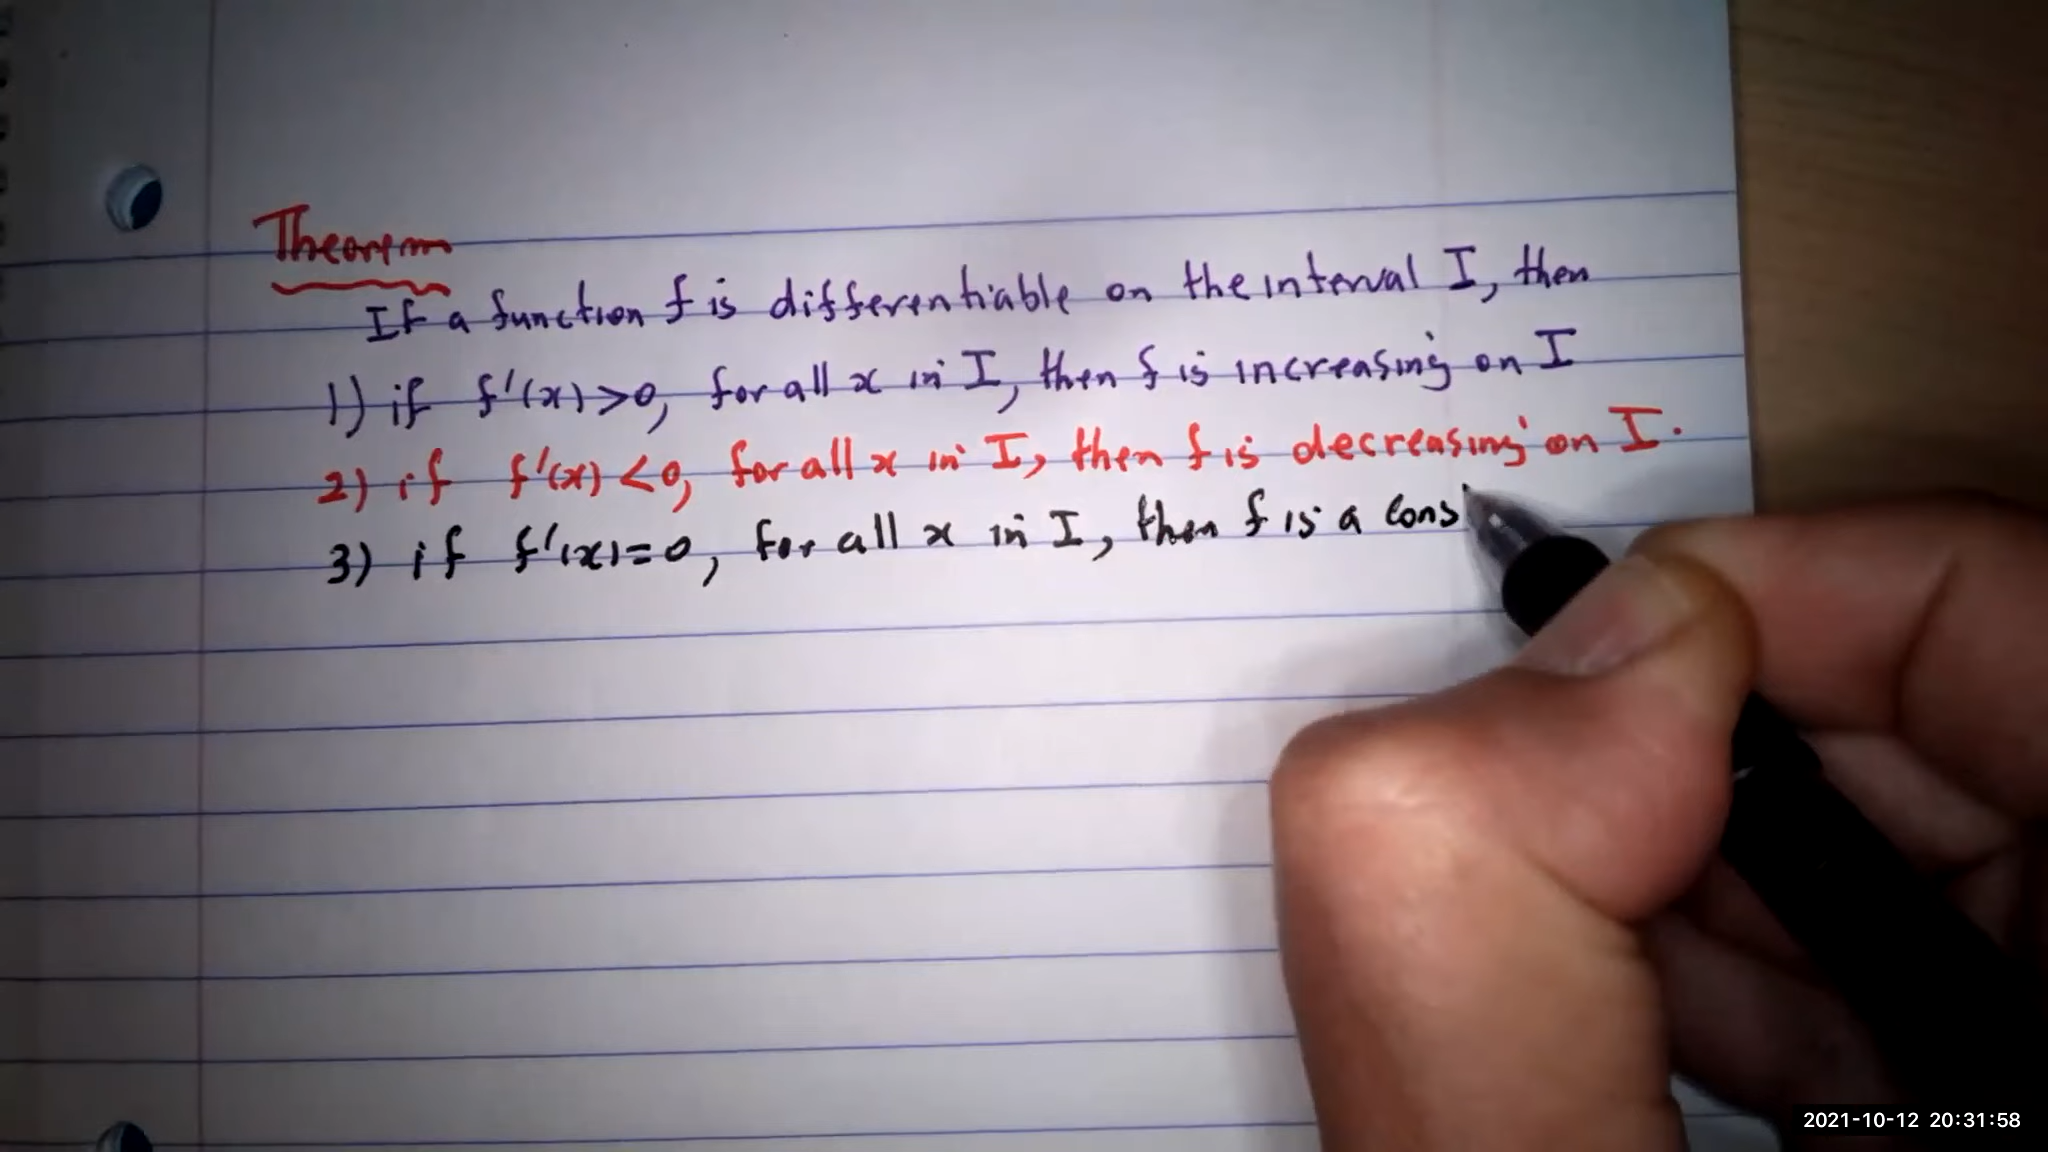 Theorem
If a function f is differentiable on the interval I, then
1) if f'(x) > 0, for all x in I, then f is increasing on I
2) if f'(x) < 0, for all x in I, then f is decreasing on I.
3) if f'(x) = 0, for all x in I, then f is a cons
2021-10-12 20:31:58